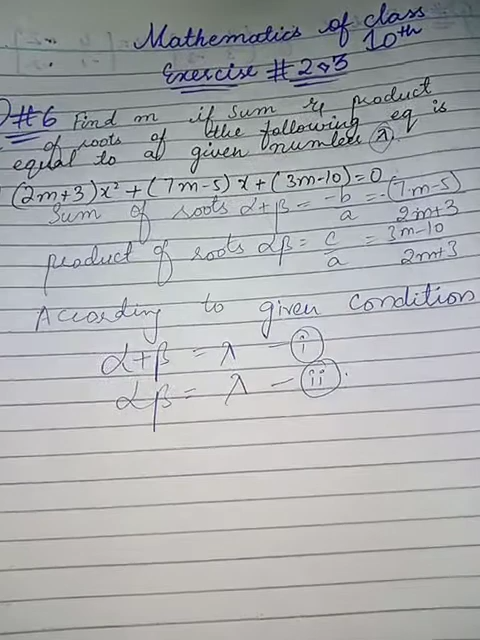 Mathematics of class 10th
Exercise # 2.3
#6 Find m if sum & product
of roots of the following eq is
equal to a given number λ.
(2m+3)x² + (7m-5)x + (3m-10) = 0
Sum of roots α+β = -b/a = -(7m-5)/2m+3
product of roots αβ = c/a = 3m-10/2m+3
According to given condition
α+β = λ - i
αβ = λ - ii.